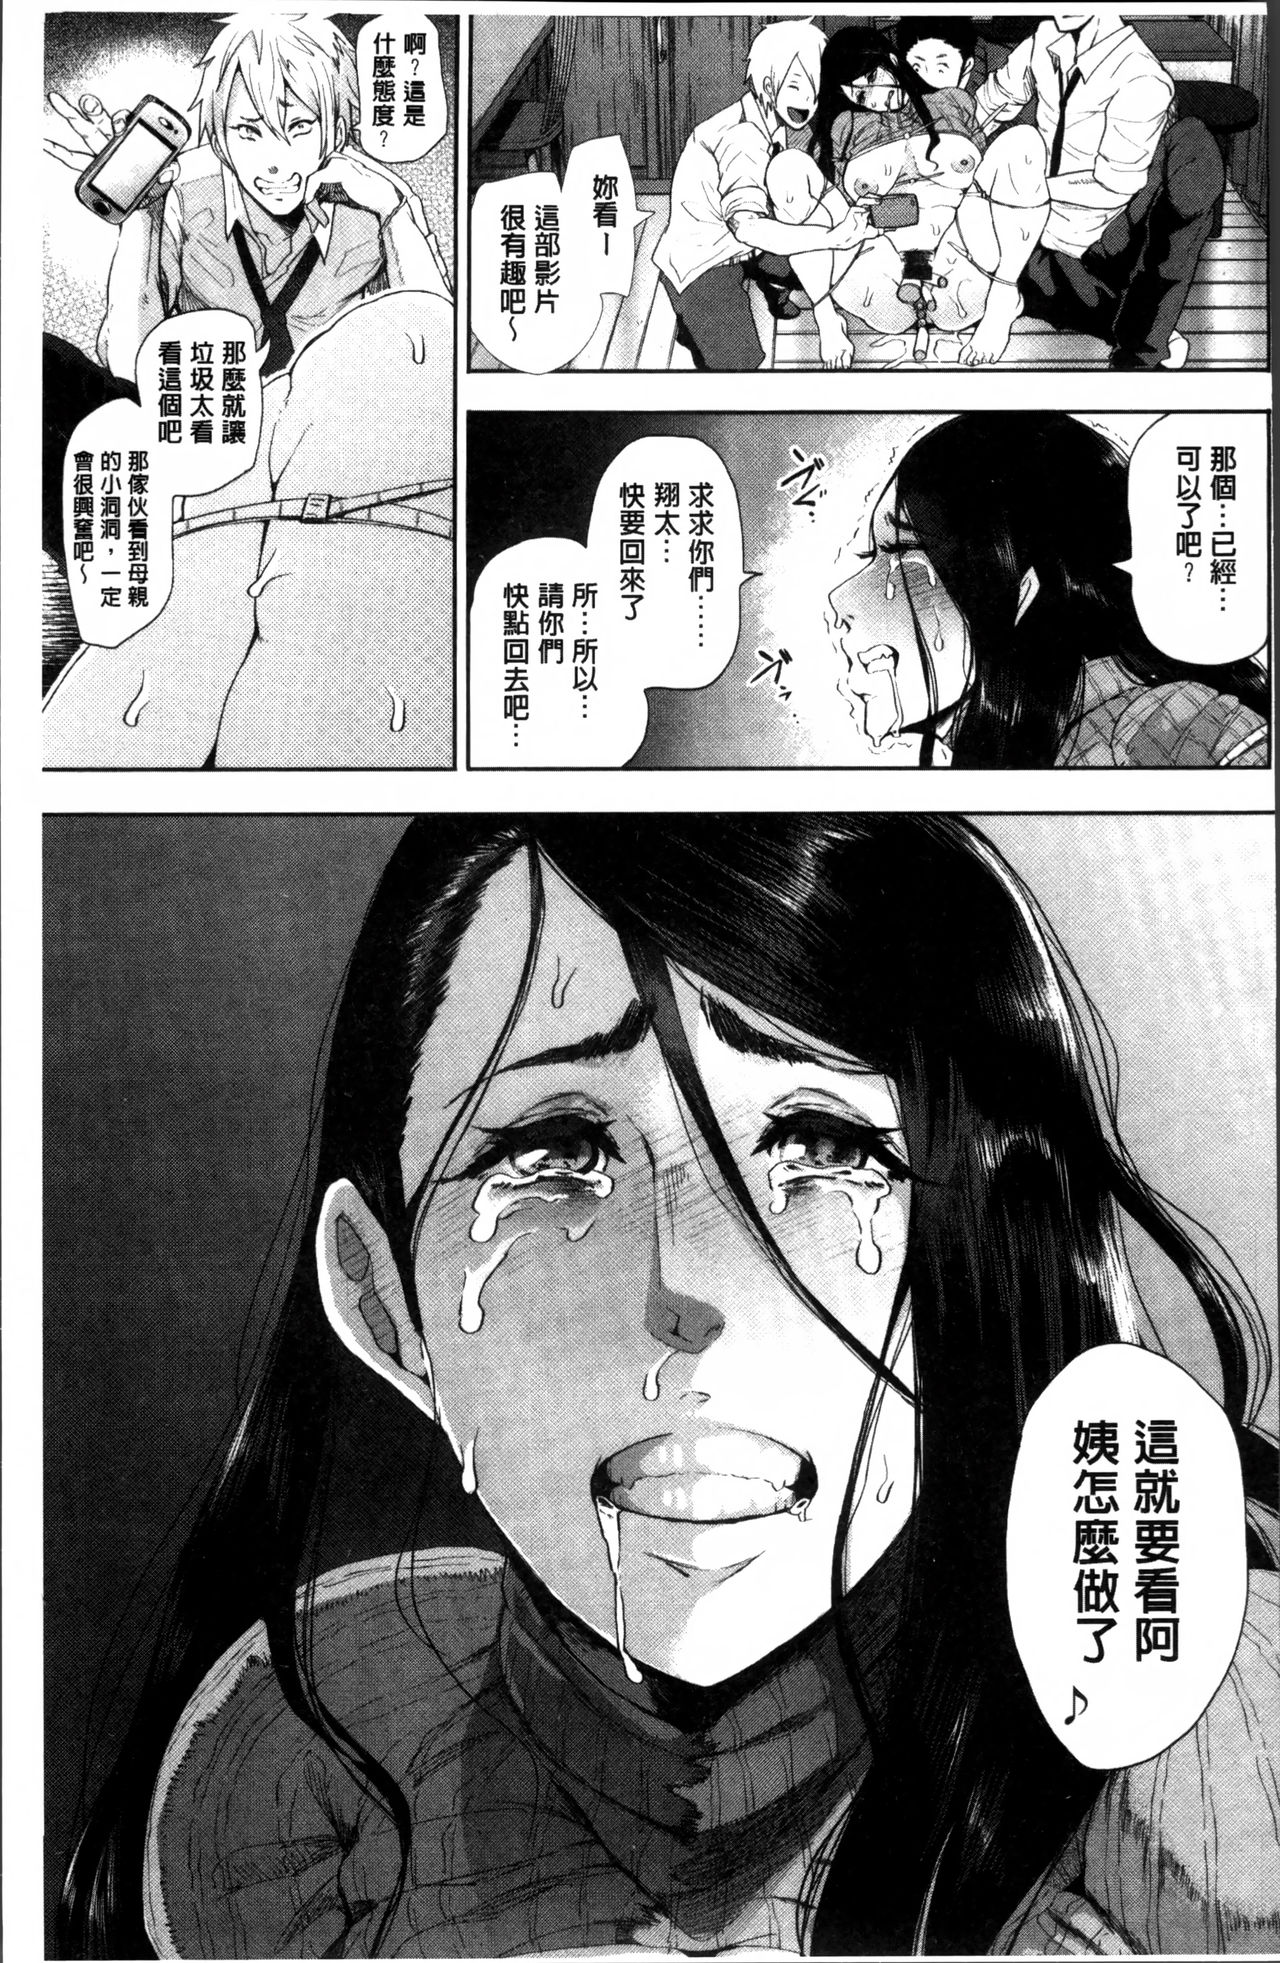 妳看ー
這部影片
很有趣吧～
那個…已經…
可以了吧？
求求你們……
翔太…
快要回來了
所…所以…
請你們
快點回去吧…
啊？這是
什麼態度？
那麼就讓
垃圾太看
看這個吧
那傢伙看到母親
的小洞洞，一定
會很興奮吧～
這就要看阿
姨怎麼做了
♪